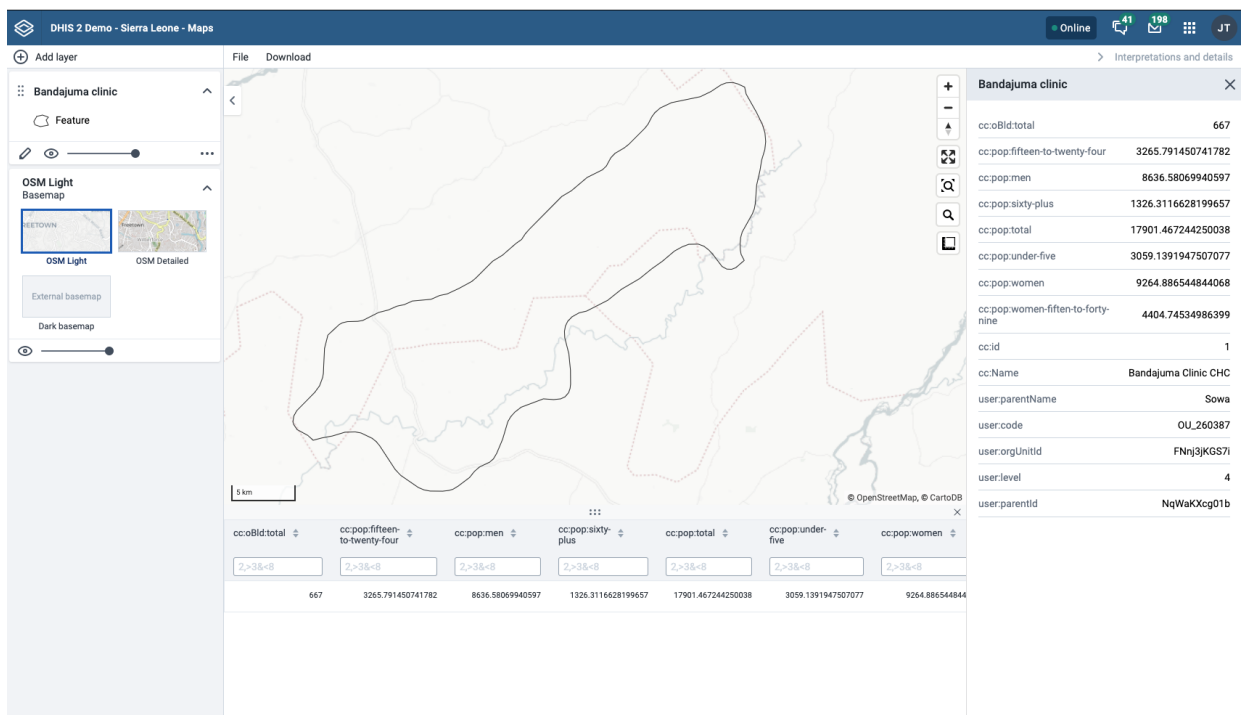 DHIS 2 Demo - Sierra Leone - Maps
Online
41
198
JT
Add layer
File Download
Interpretations and details
Bandajuma clinic
Feature
OSM Light
Basemap
OSM Light
OSM Detailed
External basemap
Dark basemap
5 km
© OpenStreetMap, © CartoDB
cc:oBld:total
cc:pop:fifteen-
to-twenty-four
cc:pop:men
cc:pop:sixty-
plus
cc:pop:total
cc:pop:under-
five
cc:pop:women
2,>3&<8
2,>3&<8
2,>3&<8
2,>3&<8
2,>3&<8
2,>3&<8
2,>3&<8
667 3265.791450741782 8636.58069940597 1326.3116628199657 17901.467244250038 3059.1391947507077 9264.886544844
Bandajuma clinic
cc:oBld:total 667
cc:pop:fifteen-to-twenty-four 3265.791450741782
cc:pop:men 8636.58069940597
cc:pop:sixty-plus 1326.3116628199657
cc:pop:total 17901.467244250038
cc:pop:under-five 3059.1391947507077
cc:pop:women 9264.886544844068
cc:pop:women-fiften-to-forty-
nine 4404.74534986399
cc:id 1
cc:Name Bandajuma Clinic CHC
user:parentName Sowa
user:code OU_260387
user:orgUnitId FNnj3jKGS7i
user:level 4
user:parentId NqWaKXcg01b